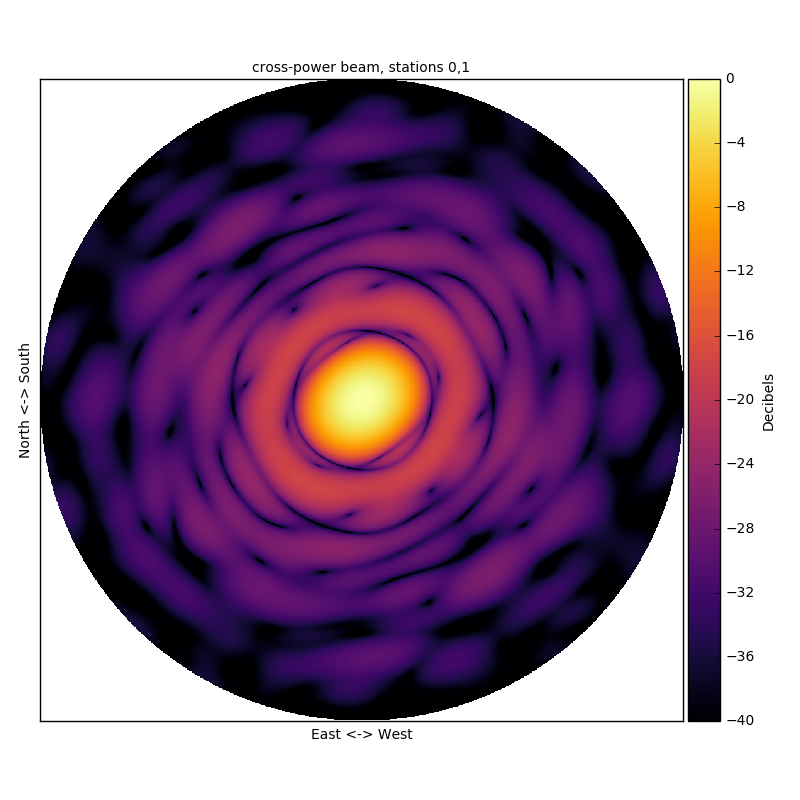 cross-power beam, stations 0,1
North <-> South
East <-> West
0
−4
−8
−12
−16
−20
−24
−28
−32
−36
−40
Decibels